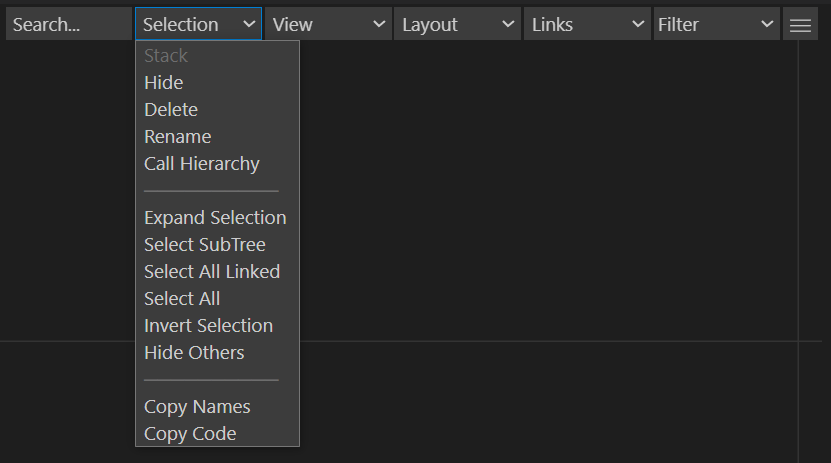 Search... Selection View Layout Links Filter
Stack
Hide
Delete
Rename
Call Hierarchy
Expand Selection
Select SubTree
Select All Linked
Select All
Invert Selection
Hide Others
Copy Names
Copy Code